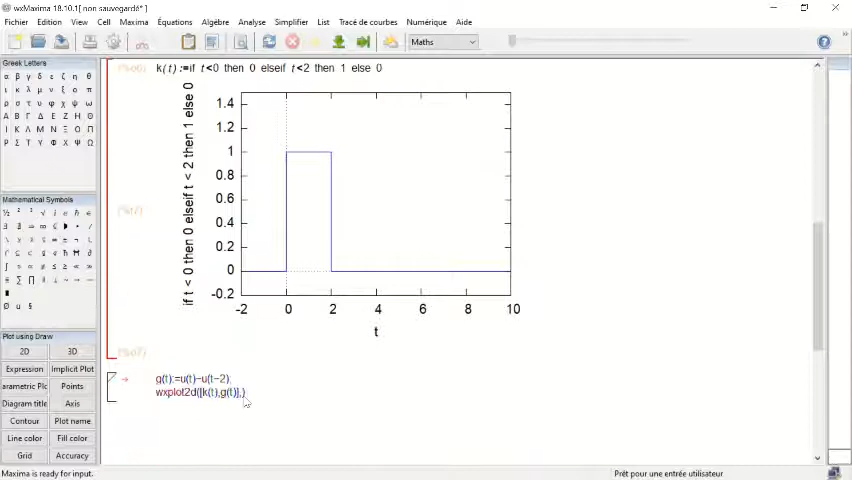 wxMaxima 18.10.1 [ non sauvegardé* ]
Fichier Edition View Cell Maxima Équations Algèbre Analyse Simplifier List Tracé de courbes Numérique Aide
Maths
Greek Letters
α β γ δ ε ζ η θ
Mathematical Symbols
Plot using Draw
2D 3D
Expression Implicit Plot
arametric Plo Points
Diagram title Axis
Contour Plot name
Line color Fill color
Grid Accuracy
k(t):=if t<0 then 0 elseif t<2 then 1 else 0
if t < 0 then 0 elseif t < 2 then 1 else 0
1.4
1.2
1
0.8
0.6
0.4
0.2
0
-0.2
-2 0 2 4 6 8 10
t
g(t):=u(t)-u(t-2)
wxplot2d([k(t),g(t)],)
Maxima is ready for input.
Prêt pour une entrée utilisateur